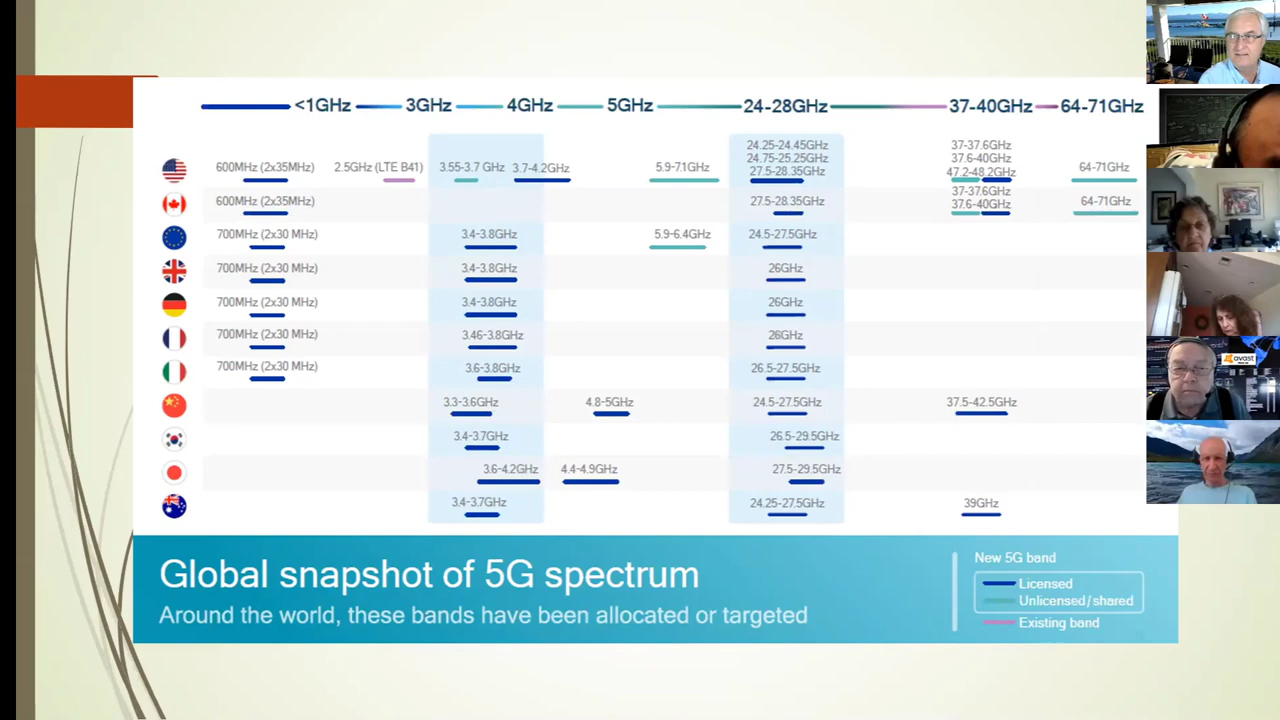 <1GHz 3GHz 4GHz 5GHz 24-28GHz 37-40GHz 64-71GHz
24.25-24.45GHz 37-37.6GHz
24.75-25.25GHz 37.6-40GHz
600MHz (2x35MHz) 2.5GHz (LTE B41) 3.55-3.7 GHz 3.7-4.2GHz 5.9-7.1GHz 27.5-28.35GHz 47.2-48.2GHz 64-71GHz
37-37.6GHz
600MHz (2x35MHz) 27.5-28.35GHz 37.6-40GHz 64-71GHz
700MHz (2x30 MHz) 3.4-3.8GHz 5.9-6.4GHz 24.5-27.5GHz
700MHz (2x30 MHz) 3.4-3.8GHz 26GHz
700MHz (2x30 MHz) 3.4-3.8GHz 26GHz
700MHz (2x30 MHz) 3.46-3.8GHz 26GHz
700MHz (2x30 MHz) 3.6-3.8GHz 26.5-27.5GHz
3.3-3.6GHz 4.8-5GHz 24.5-27.5GHz 37.5-42.5GHz
3.4-3.7GHz 26.5-29.5GHz
3.6-4.2GHz 4.4-4.9GHz 27.5-29.5GHz
3.4-3.7GHz 24.25-27.5GHz 39GHz
Global snapshot of 5G spectrum
Around the world, these bands have been allocated or targeted
New 5G band
Licensed
Unlicensed/shared
Existing band
avast